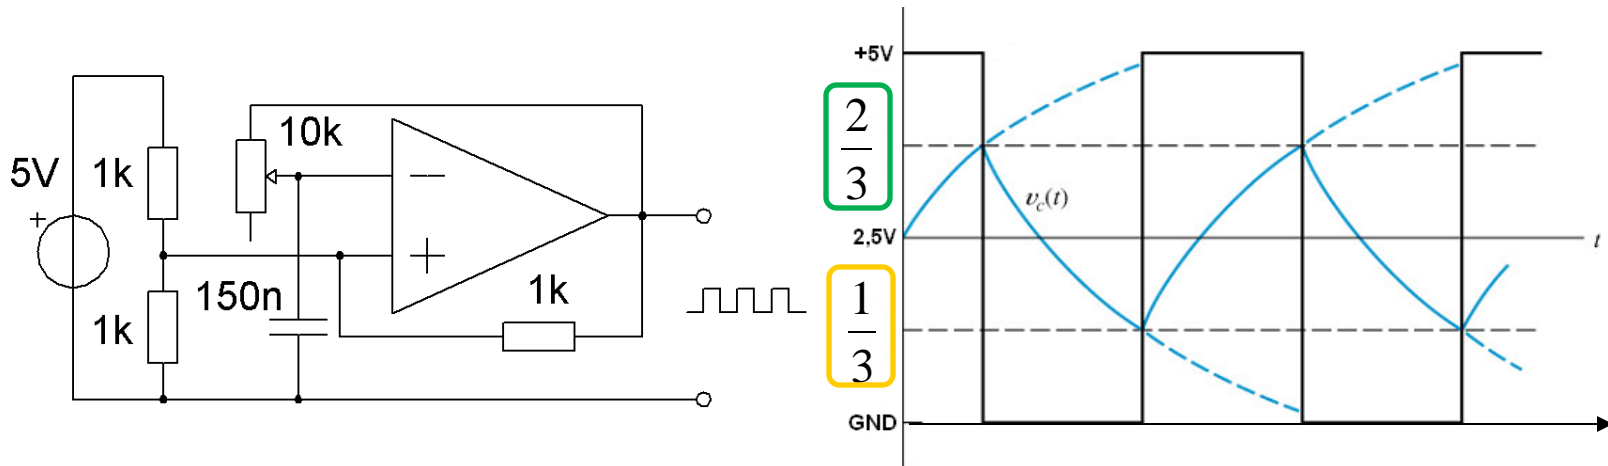 5V
+
1k
1k
10k
150n
−
+
1k
+5V
2
3
2,5V
1
3
GND
v_c(t)
t